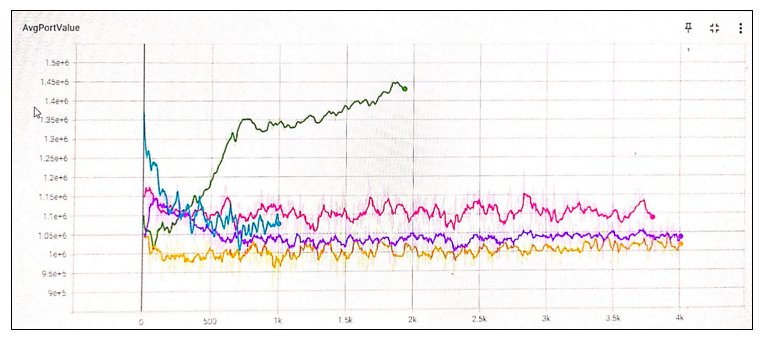 AvgPortValue
1.5e+6
1.45e+6
1.4e+6
1.35e+6
1.3e+6
1.25e+6
1.2e+6
1.15e+6
1.1e+6
1.05e+6
1e+6
9.5e+5
9e+5
0 500 1k 1.5k 2k 2.5k 3k 3.5k 4k